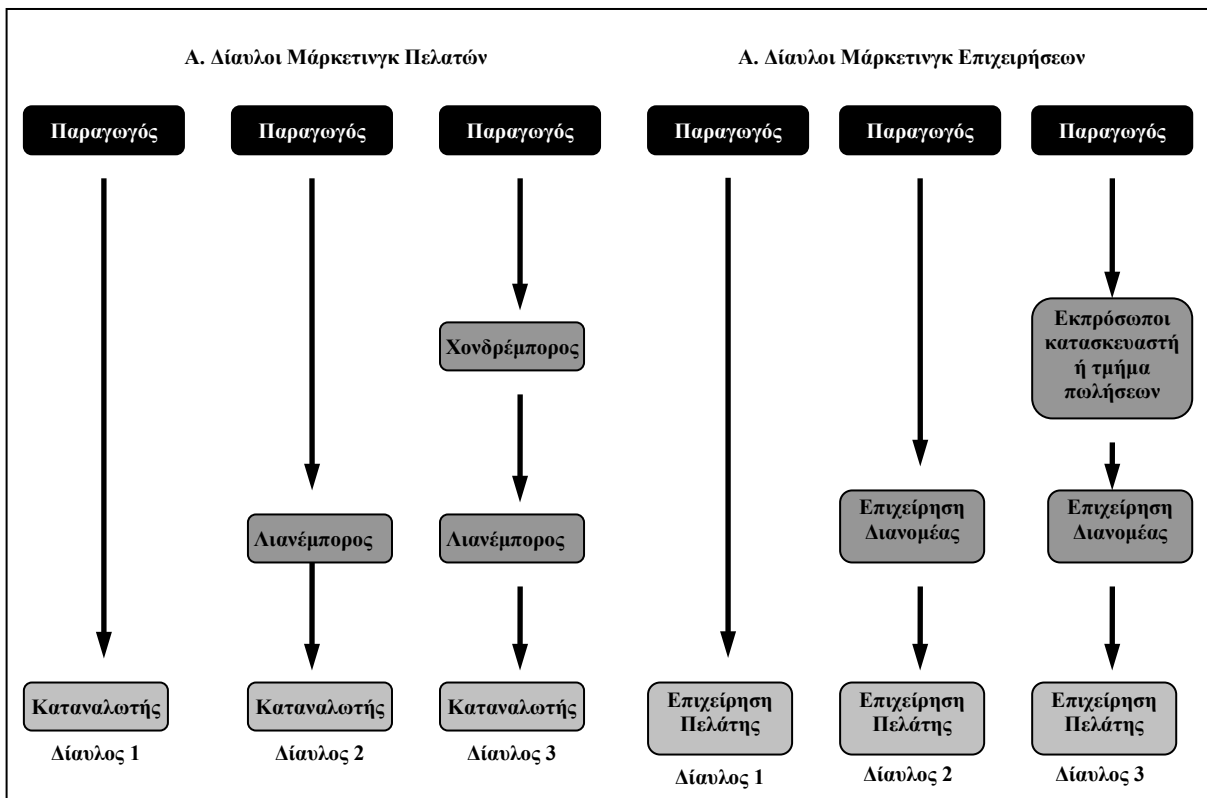 Α. Δίαυλοι Μάρκετινγκ Πελατών
Α. Δίαυλοι Μάρκετινγκ Επιχειρήσεων
Παραγωγός
Παραγωγός
Παραγωγός
Παραγωγός
Παραγωγός
Παραγωγός
Χονδρέμπορος
Εκπρόσωποι
κατασκευαστή
ή τμήμα
πωλήσεων
Λιανέμπορος
Λιανέμπορος
Επιχείρηση
Διανομέας
Επιχείρηση
Διανομέας
Καταναλωτής
Καταναλωτής
Καταναλωτής
Επιχείρηση
Πελάτης
Επιχείρηση
Πελάτης
Επιχείρηση
Πελάτης
Δίαυλος 1
Δίαυλος 2
Δίαυλος 3
Δίαυλος 1
Δίαυλος 2
Δίαυλος 3